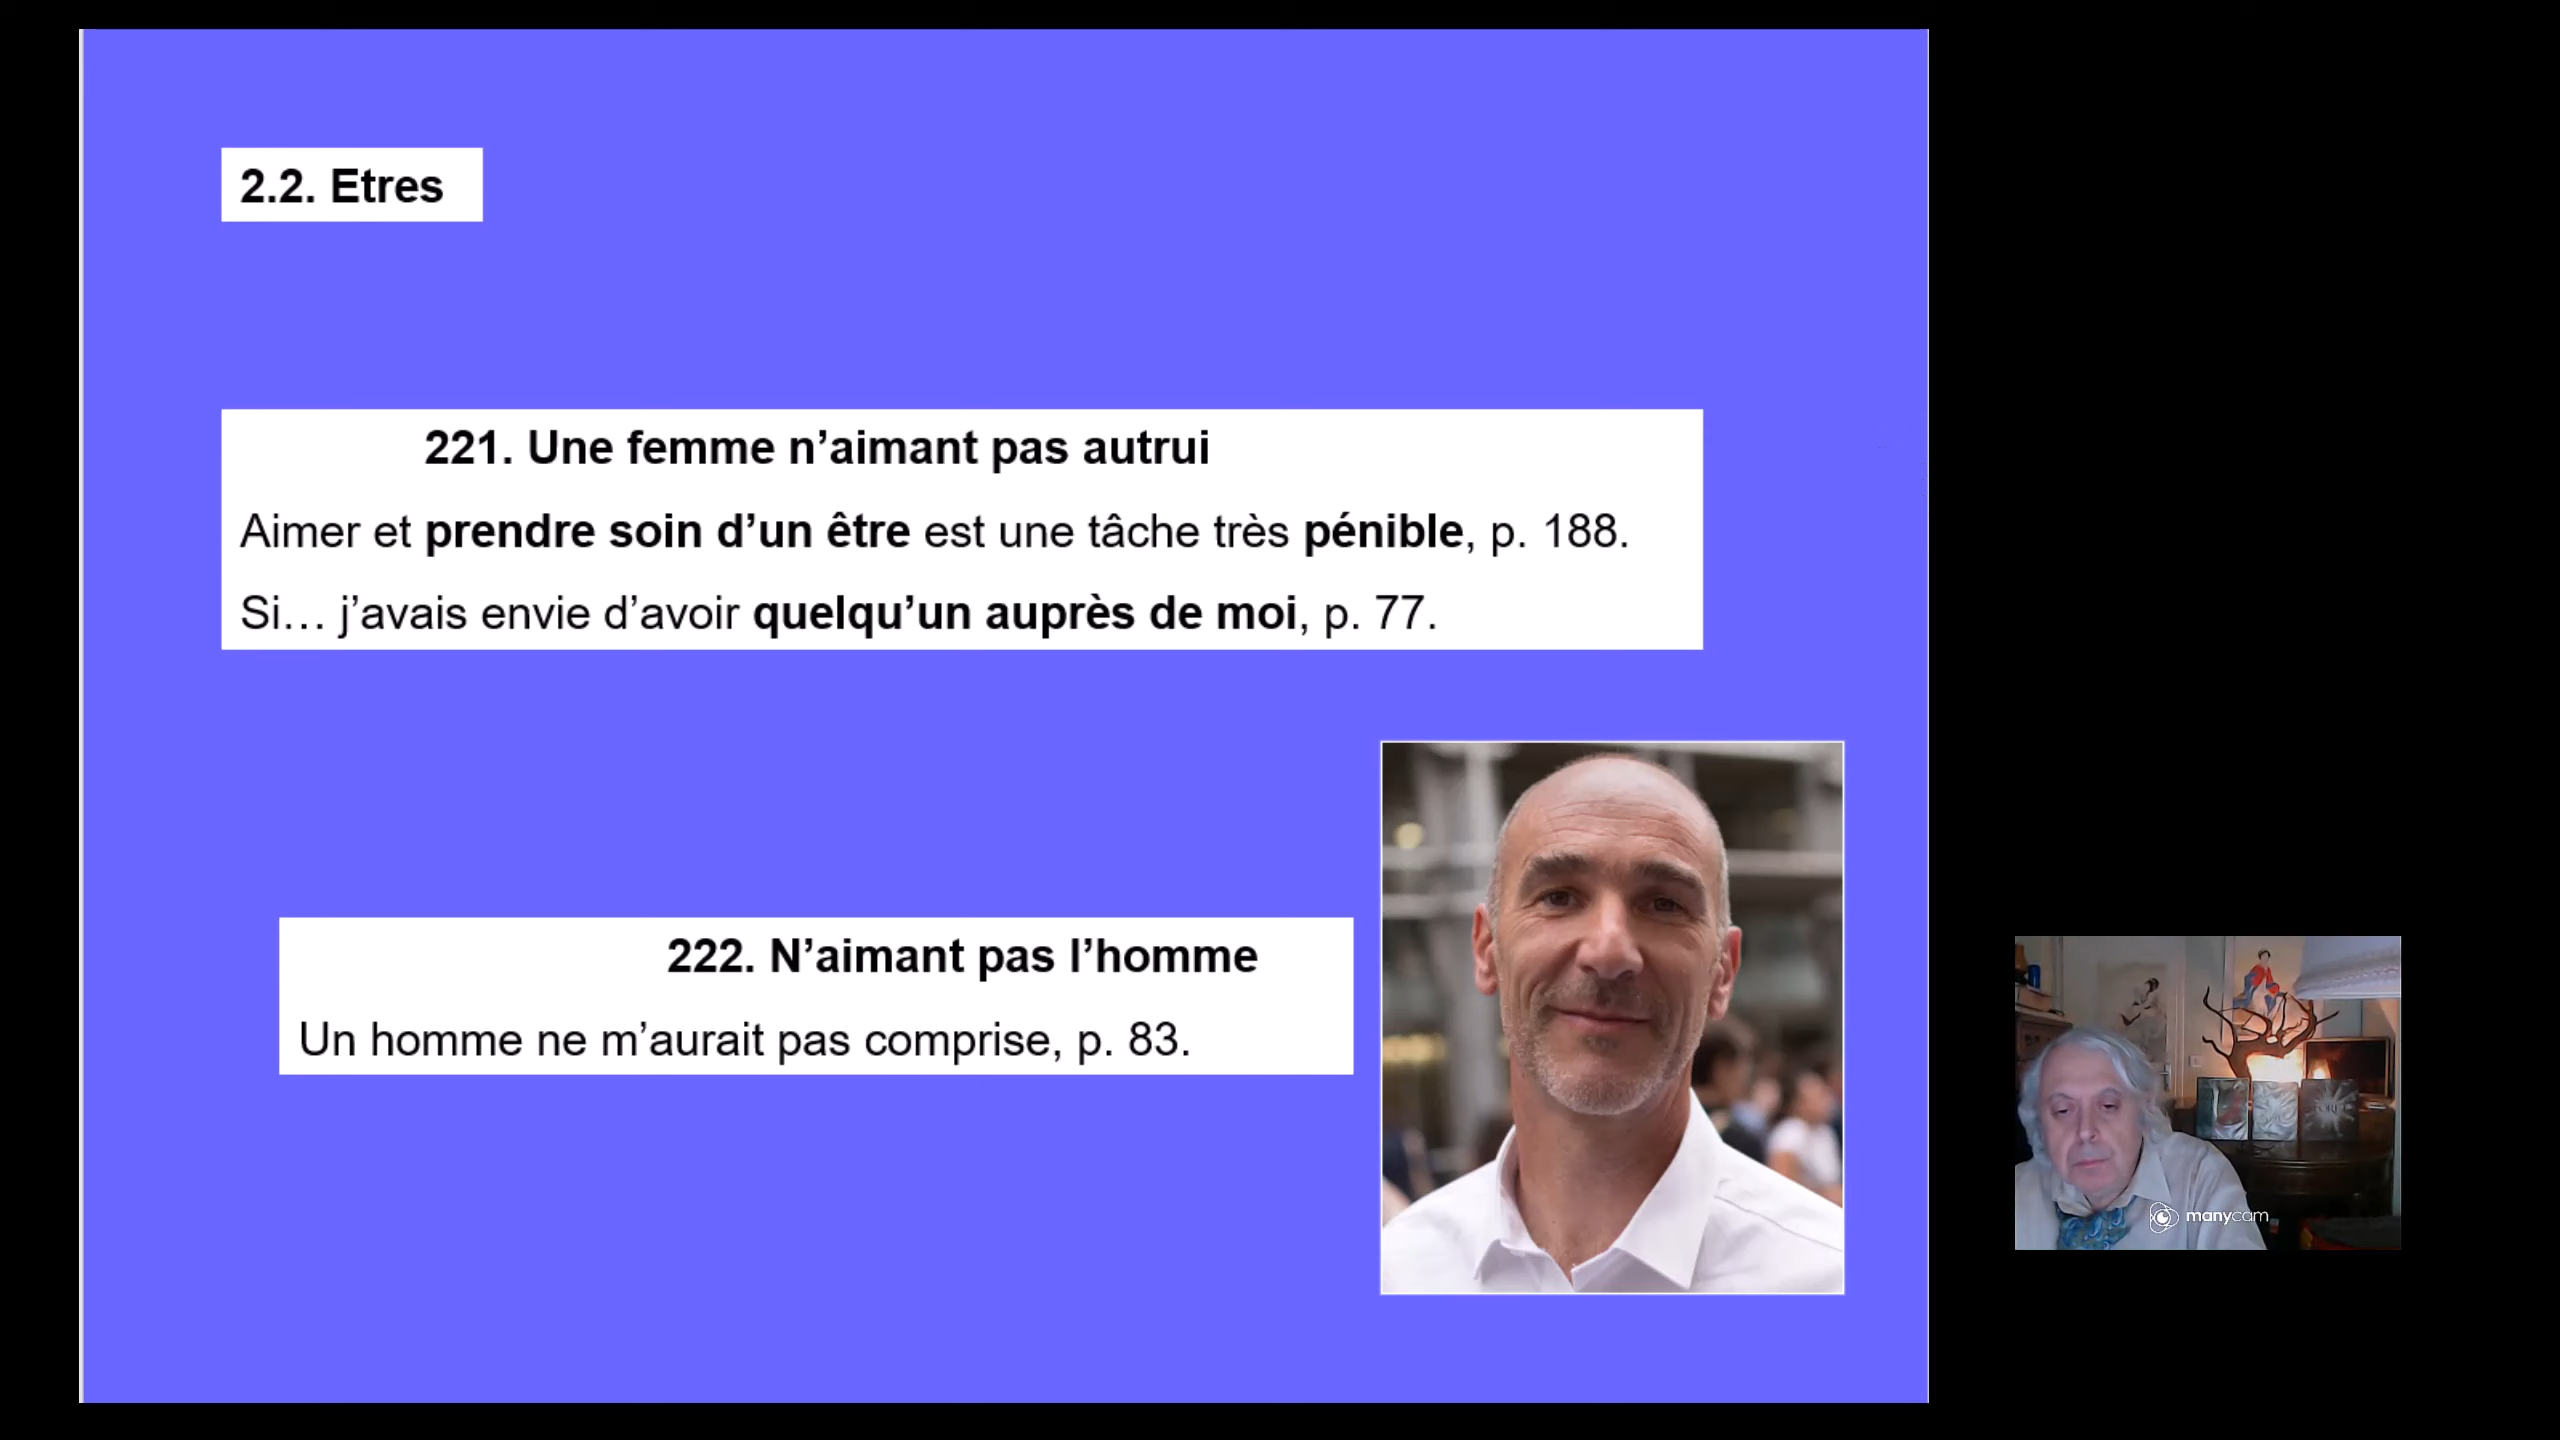 2.2. Etres
221. Une femme n’aimant pas autrui
Aimer et prendre soin d’un être est une tâche très pénible, p. 188.
Si… j’avais envie d’avoir quelqu’un auprès de moi, p. 77.
222. N’aimant pas l’homme
Un homme ne m’aurait pas comprise, p. 83.
manycam